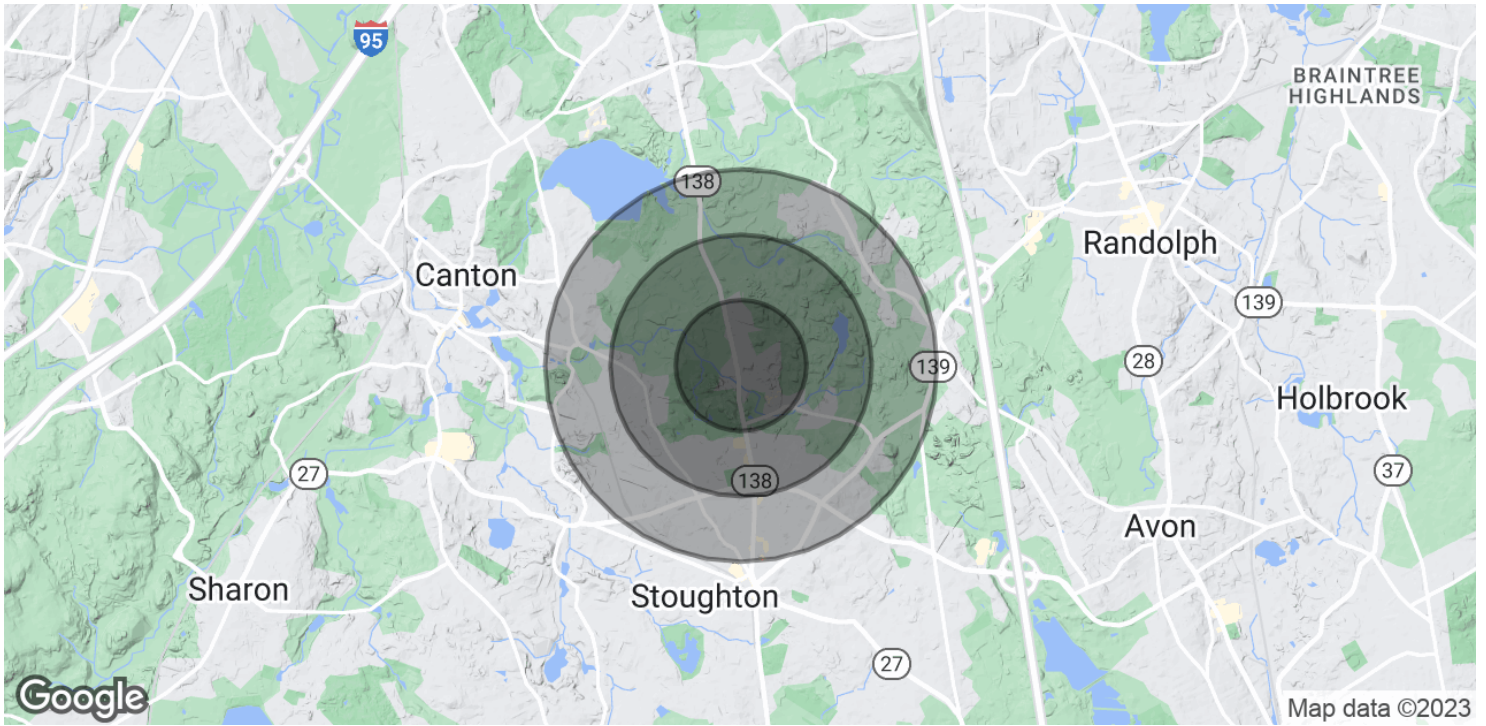 95
BRAINTREE
HIGHLANDS
138
Randolph
Canton
139
139
28
Holbrook
27
37
138
Avon
Sharon
Stoughton
27
Google
Map data ©2023